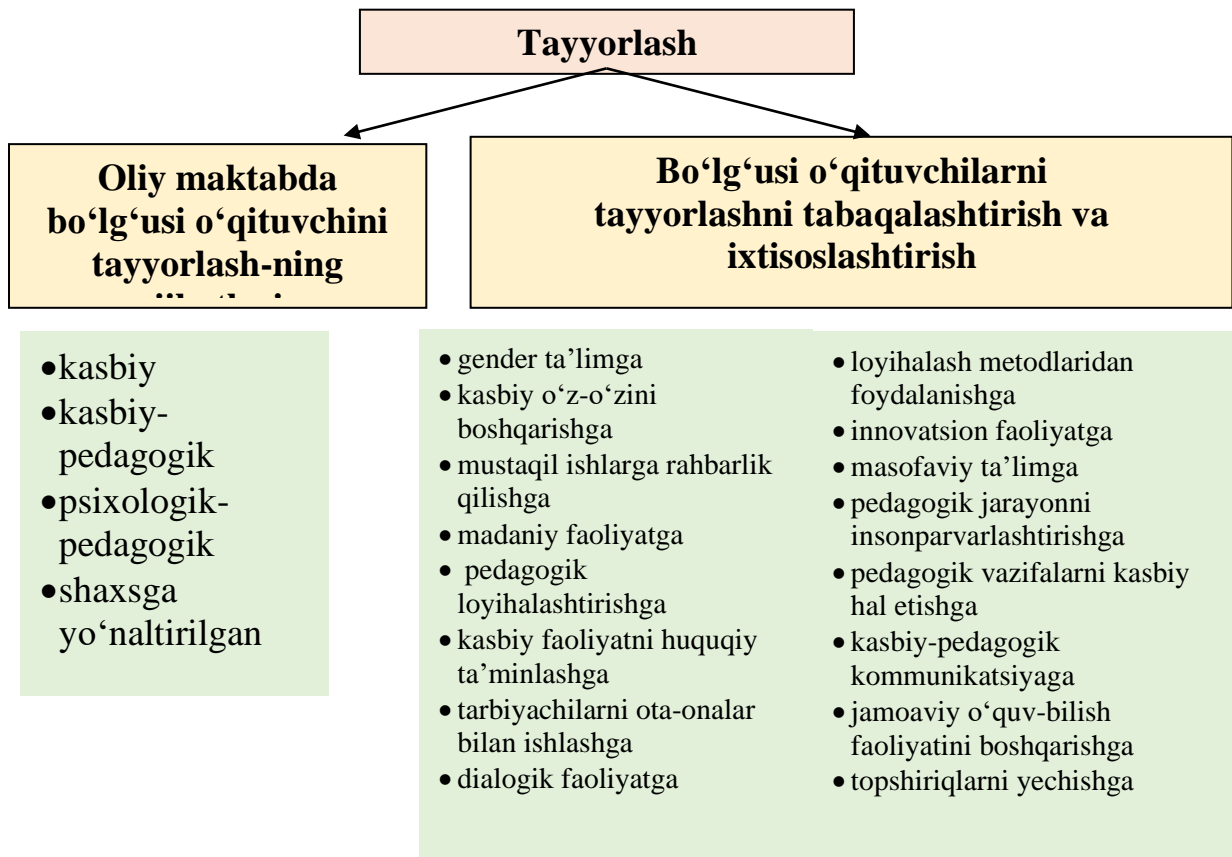 Tayyorlash
Oliy maktabda
bo‘lg‘usi o‘qituvchini
tayyorlash-ning
Bo‘lg‘usi o‘qituvchilarni
tayyorlashni tabaqalashtirish va
ixtisoslashtirish
•kasbiy
•kasbiy-
pedagogik
•psixologik-
pedagogik
•shaxsga
yo‘naltirilgan
• gender ta’limga
• kasbiy o‘z-o‘zini
boshqarishga
• mustaqil ishlarga rahbarlik
qilishga
• madaniy faoliyatga
• pedagogik
loyihalashtirishga
• kasbiy faoliyatni huquqiy
ta’minlashga
• tarbiyachilarni ota-onalar
bilan ishlashga
• dialogik faoliyatga
• loyihalash metodlaridan
foydalanishga
• innovatsion faoliyatga
• masofaviy ta’limga
• pedagogik jarayonni
insonparvarlashtirishga
• pedagogik vazifalarni kasbiy
hal etishga
• kasbiy-pedagogik
kommunikatsiyaga
• jamoaviy o‘quv-bilish
faoliyatini boshqarishga
• topshiriqlarni yechishga